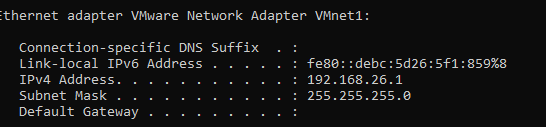 Ethernet adapter VMware Network Adapter VMnet1:
Connection-specific DNS Suffix  . :
Link-local IPv6 Address . . . . . : fe80::debc:5d26:5f1:859%8
IPv4 Address. . . . . . . . . . . : 192.168.26.1
Subnet Mask . . . . . . . . . . . : 255.255.255.0
Default Gateway . . . . . . . . . :